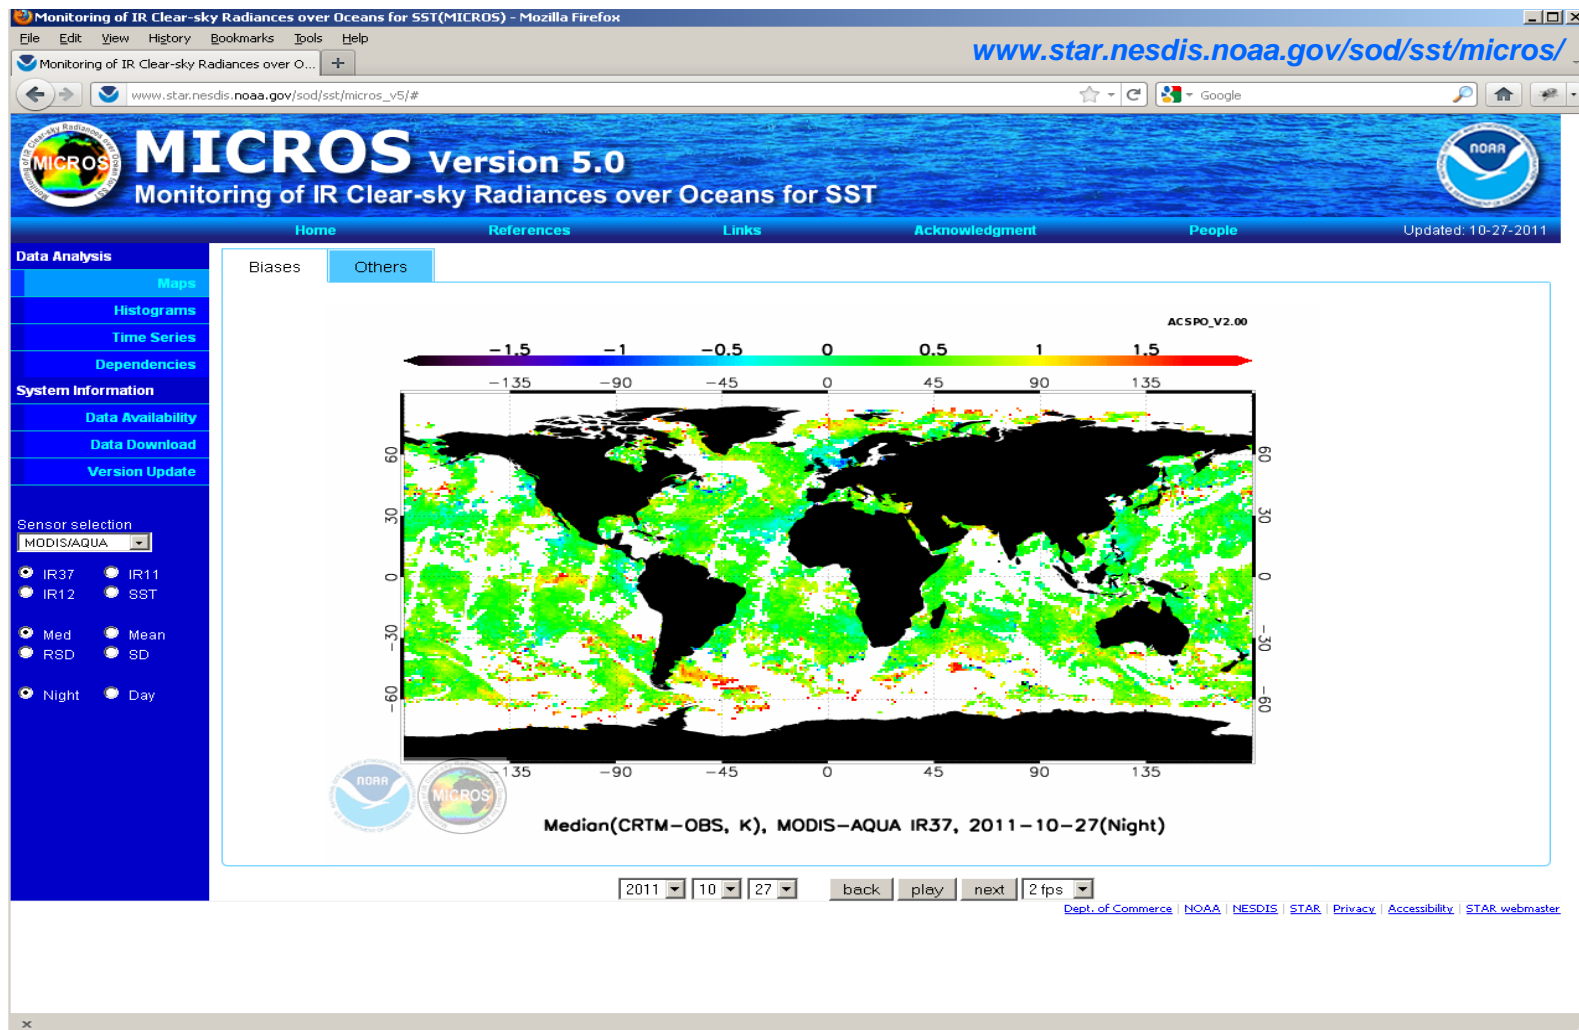 Monitoring of IR Clear-sky Radiances over Oceans for SST(MICROS) - Mozilla Firefox
File Edit View History Bookmarks Tools Help
www.star.nesdis.noaa.gov/sod/sst/micros/
Monitoring of IR Clear-sky Radiances over O...
www.star.nesdis.noaa.gov/sod/sst/micros_v5/#
Google
MICROS
MICROS Version 5.0
Monitoring of IR Clear-sky Radiances over Oceans for SST
NOAA
Home References Links Acknowledgment People Updated: 10-27-2011
Data Analysis
Maps
Histograms
Time Series
Dependencies
System Information
Data Availability
Data Download
Version Update
Sensor selection
MODIS/AQUA
IR37 IR11
IR12 SST
Med Mean
RSD SD
Night Day
Biases Others
ACSPO_V2.00
-1.5 -1 -0.5 0 0.5 1 1.5
-135 -90 -45 0 45 90 135
60 60
30 30
0 0
-30 -30
-60 -60
-135 -90 -45 0 45 90 135
NOAA
MICROS
Median(CRTM-OBS, K), MODIS-AQUA IR37, 2011-10-27(Night)
2011 10 27 back play next 2 fps
Dept. of Commerce | NOAA | NESDIS | STAR | Privacy | Accessibility | STAR webmaster